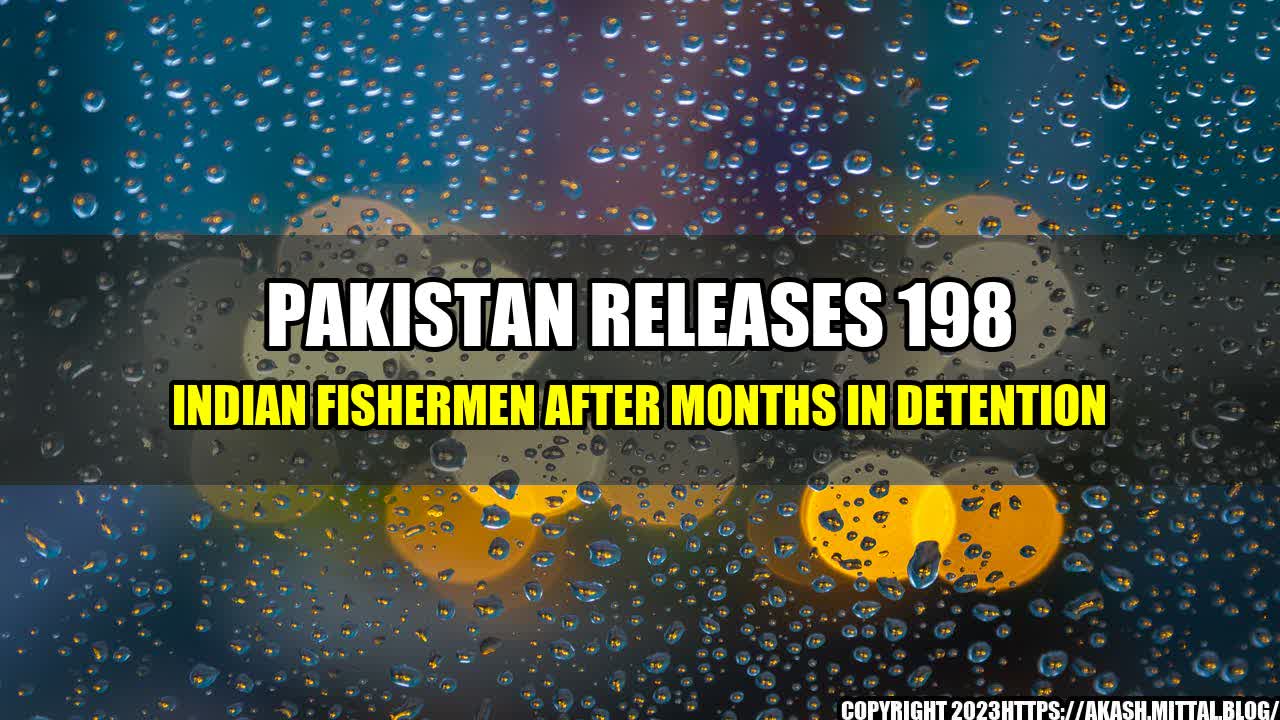 PAKISTAN RELEASES 198
INDIAN FISHERMEN AFTER MONTHS IN DETENTION
COPYRIGHT 2023HTTPS://AKASH.MITTAL.BLOG/